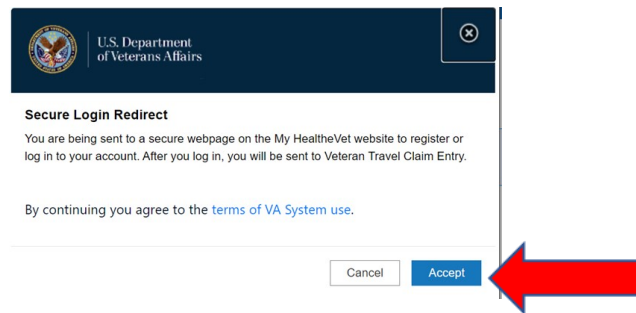 U.S. Department
of Veterans Affairs
Secure Login Redirect
You are being sent to a secure webpage on the My HealtheVet website to register or
log in to your account. After you log in, you will be sent to Veteran Travel Claim Entry.
By continuing you agree to the terms of VA System use.
Cancel
Accept